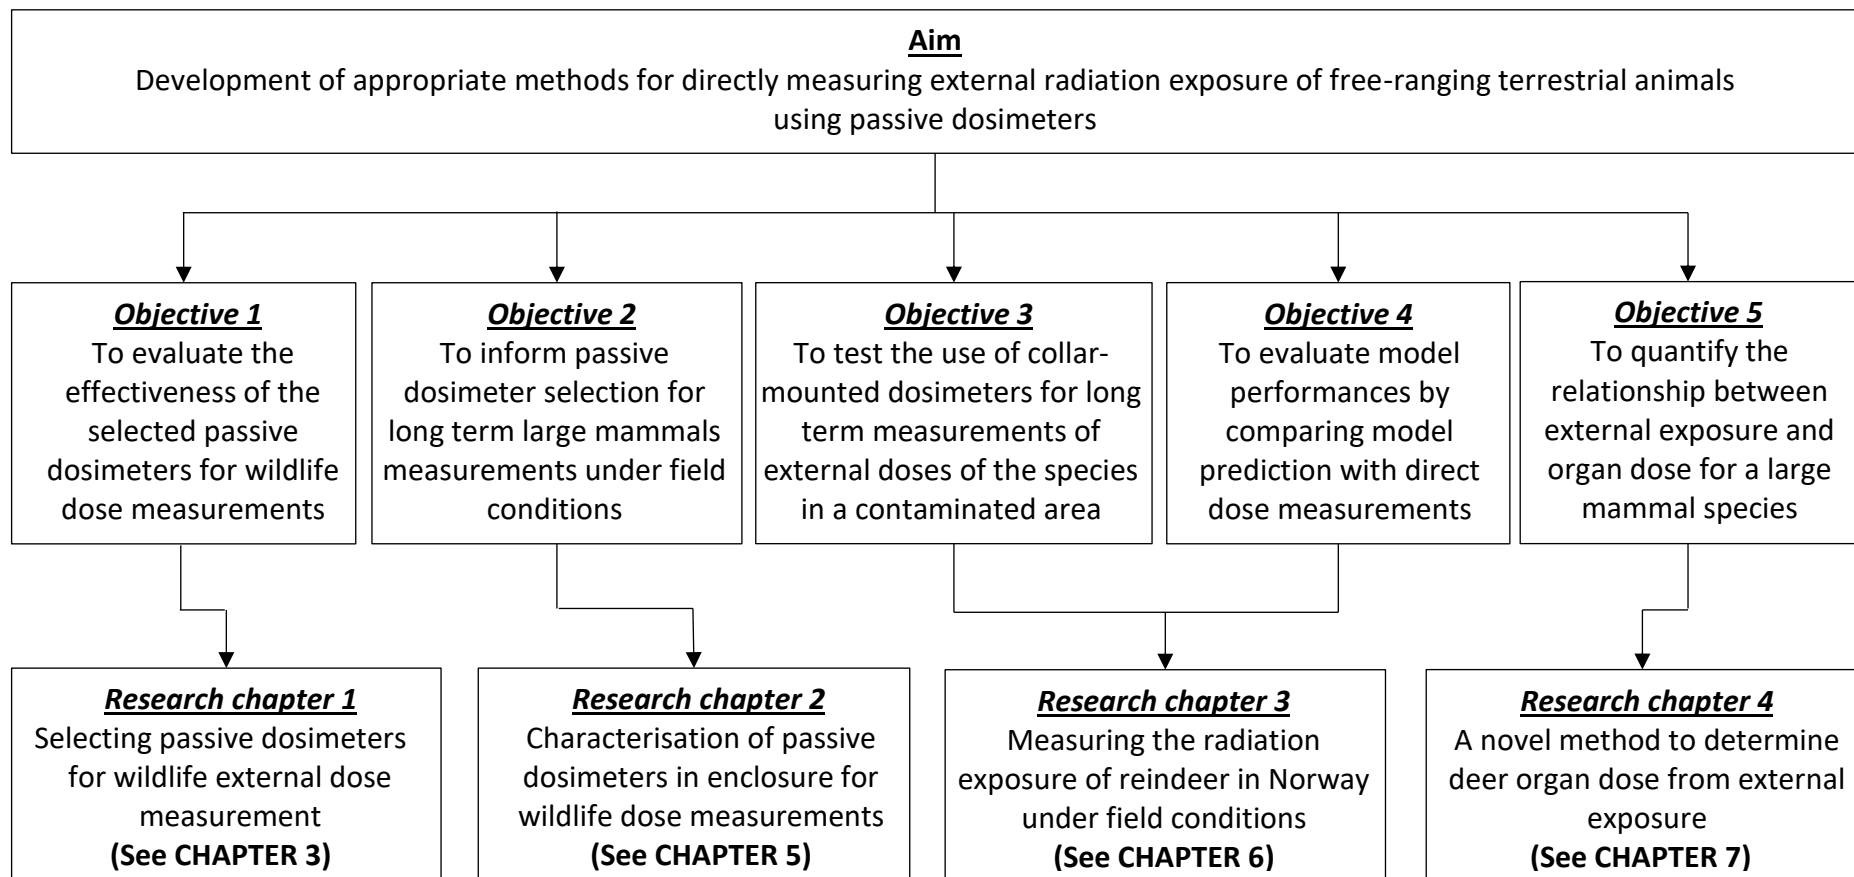 Aim
Development of appropriate methods for directly measuring external radiation exposure of free-ranging terrestrial animals
using passive dosimeters
Objective 1
To evaluate the
effectiveness of the
selected passive
dosimeters for wildlife
dose measurements
Objective 2
To inform passive
dosimeter selection for
long term large mammals
measurements under field
conditions
Objective 3
To test the use of collar-
mounted dosimeters for long
term measurements of
external doses of the species
in a contaminated area
Objective 4
To evaluate model
performances by
comparing model
prediction with direct
dose measurements
Objective 5
To quantify the
relationship between
external exposure and
organ dose for a large
mammal species
Research chapter 1
Selecting passive dosimeters
for wildlife external dose
measurement
(See CHAPTER 3)
Research chapter 2
Characterisation of passive
dosimeters in enclosure for
wildlife dose measurements
(See CHAPTER 5)
Research chapter 3
Measuring the radiation
exposure of reindeer in Norway
under field conditions
(See CHAPTER 6)
Research chapter 4
A novel method to determine
deer organ dose from external
exposure
(See CHAPTER 7)